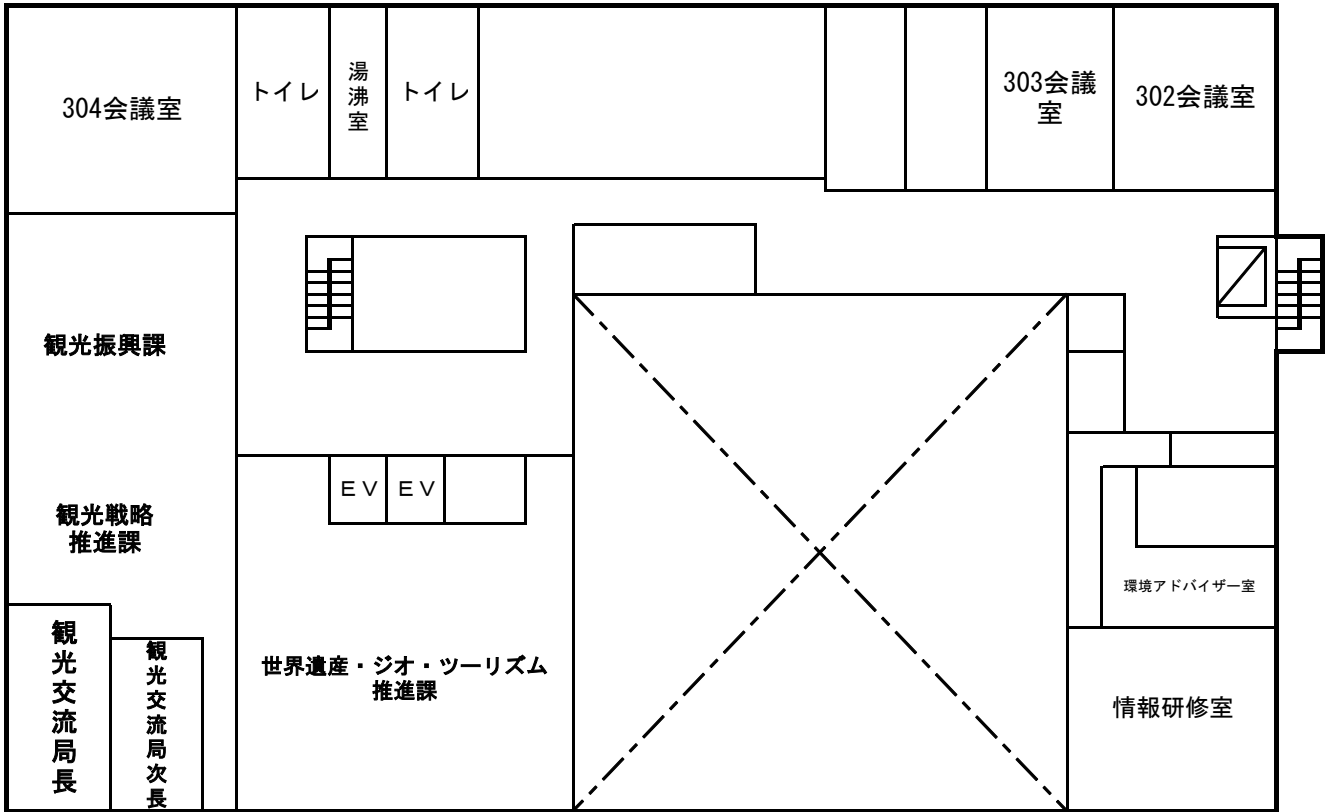 304会議室
トイレ
湯沸室
トイレ
303会議
室
302会議室
観光振興課
観光戦略
推進課
ＥＶ
ＥＶ
環境アドバイザー室
観光交流局長
観光交流局次長
世界遺産・ジオ・ツーリズム
推進課
情報研修室